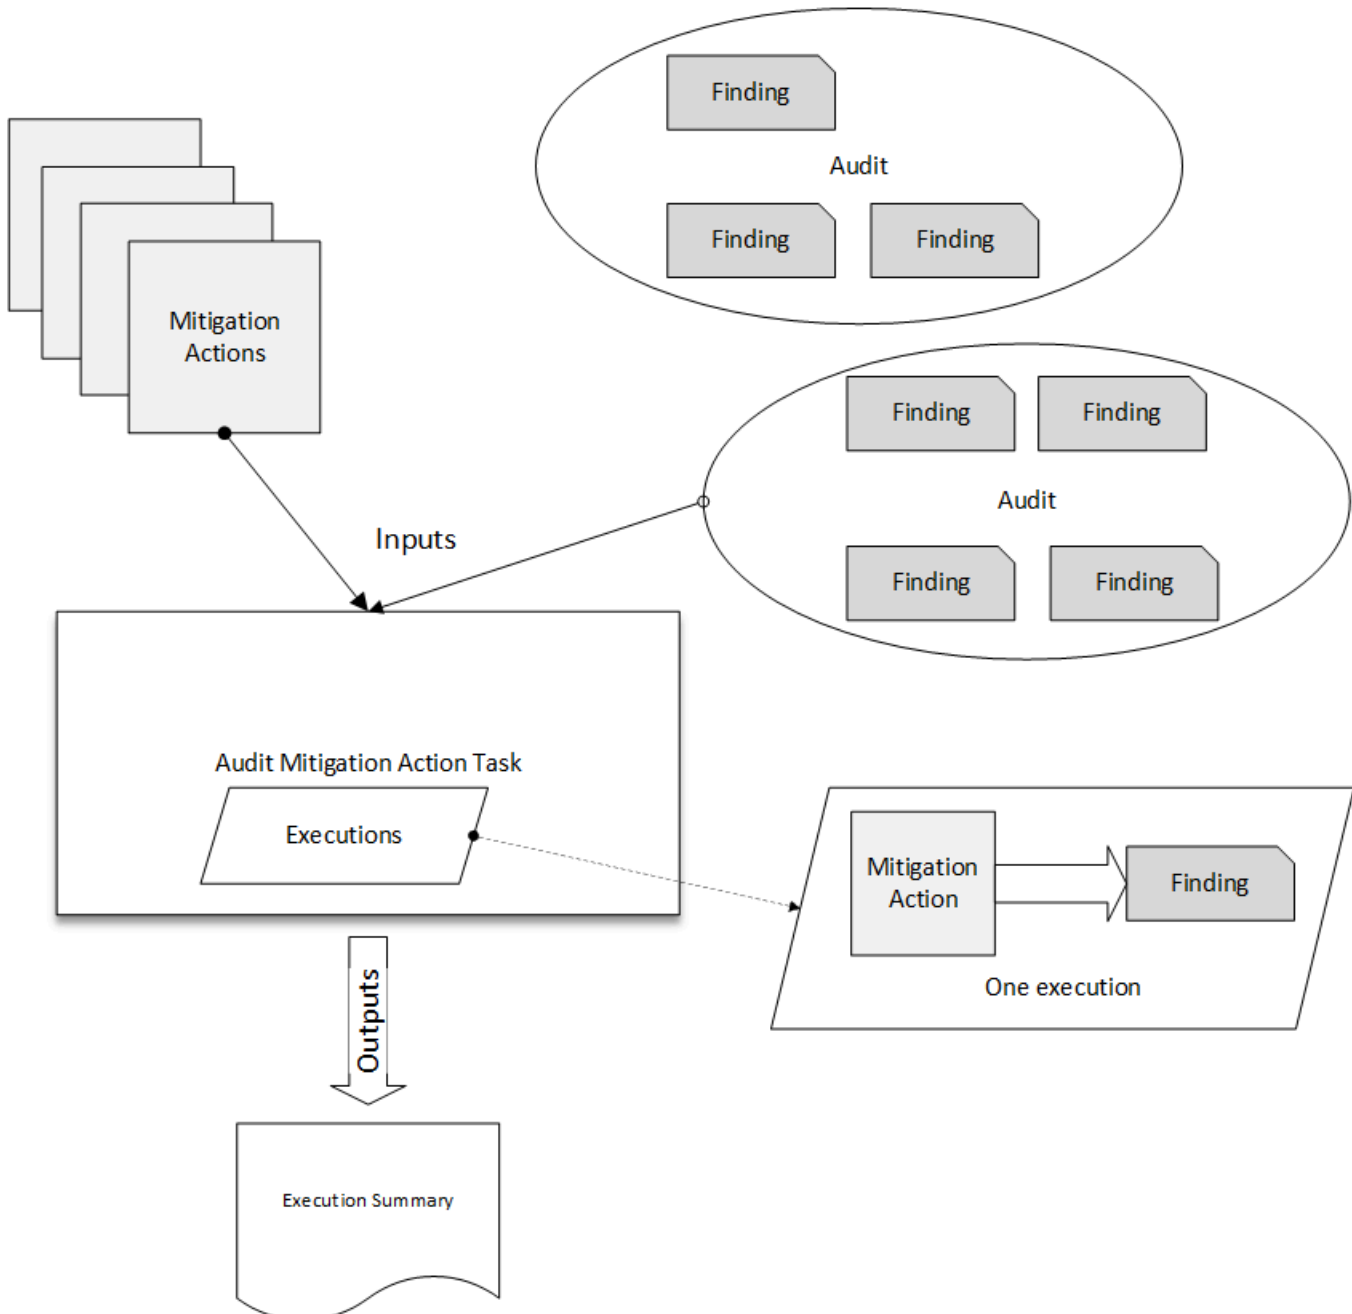 Finding
Audit
Finding
Finding
Mitigation
Actions
Finding
Finding
Audit
Inputs
Finding
Finding
Audit Mitigation Action Task
Executions
Mitigation
Action
Finding
One execution
Outputs
Execution Summary